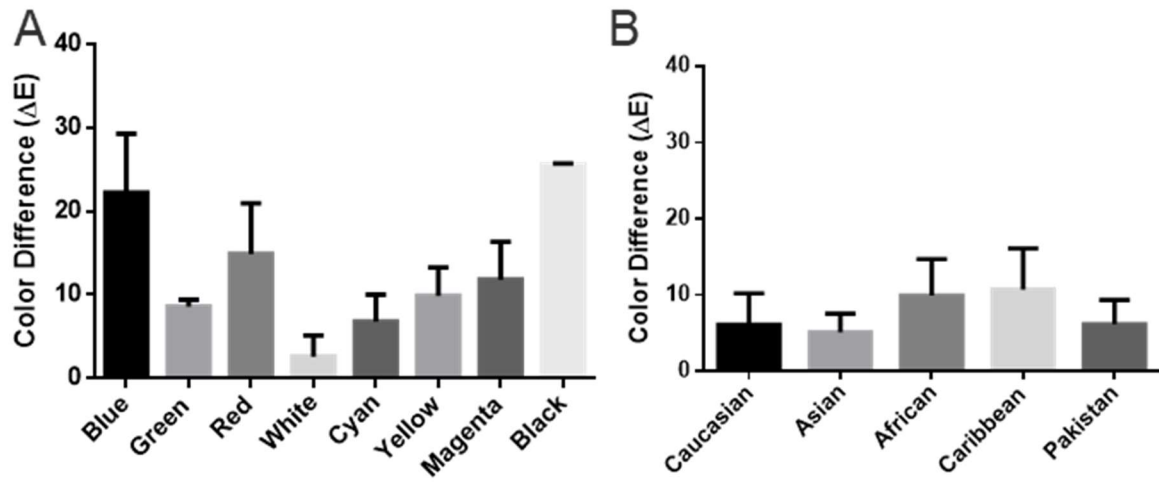 A
Color Difference (ΔE)
40
30
20
10
0
Blue
Green
Red
White
Cyan
Yellow
Magenta
Black
B
Color Difference (ΔE)
40
30
20
10
0
Caucasian
Asian
African
Caribbean
Pakistan